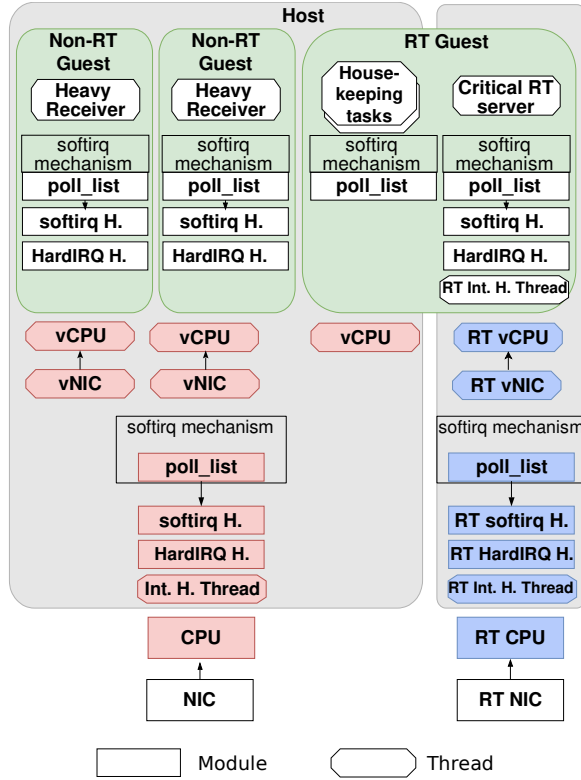 Host
Non-RT
Guest
Non-RT
Guest
RT Guest
Heavy
Receiver
Heavy
Receiver
House-
keeping
tasks
Critical RT
server
softirq
mechanism
softirq
mechanism
softirq
mechanism
softirq
mechanism
poll_list
poll_list
poll_list
poll_list
softirq H.
softirq H.
softirq H.
HardIRQ H.
HardIRQ H.
HardIRQ H.
RT Int. H. Thread
vCPU
vCPU
vCPU
RT vCPU
vNIC
vNIC
RT vNIC
softirq mechanism
softirq mechanism
poll_list
poll_list
softirq H.
RT softirq H.
HardIRQ H.
RT HardIRQ H.
Int. H. Thread
RT Int. H. Thread
CPU
RT CPU
NIC
RT NIC
Module
Thread